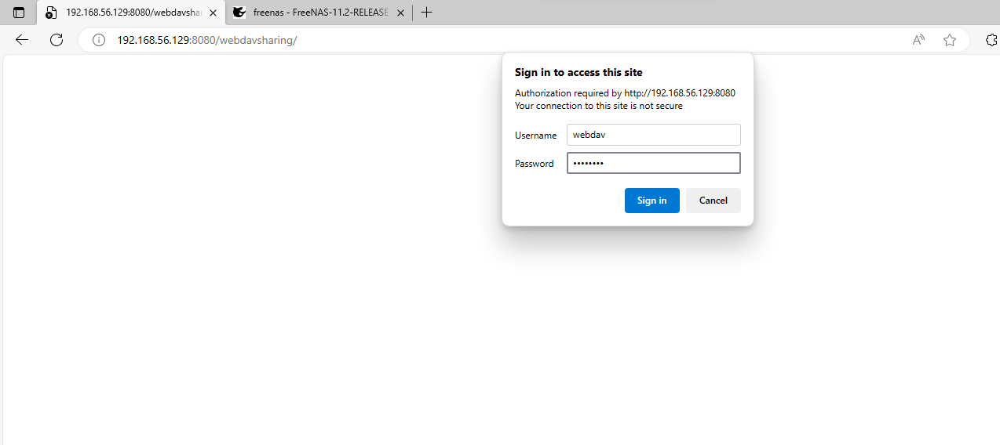 192.168.56.129:8080/webdavshar
freenas - FreeNAS-11.2-RELEASE
192.168.56.129:8080/webdavsharing/
Sign in to access this site
Authorization required by http://192.168.56.129:8080
Your connection to this site is not secure
Username webdav
Password ••••••••
Sign in Cancel